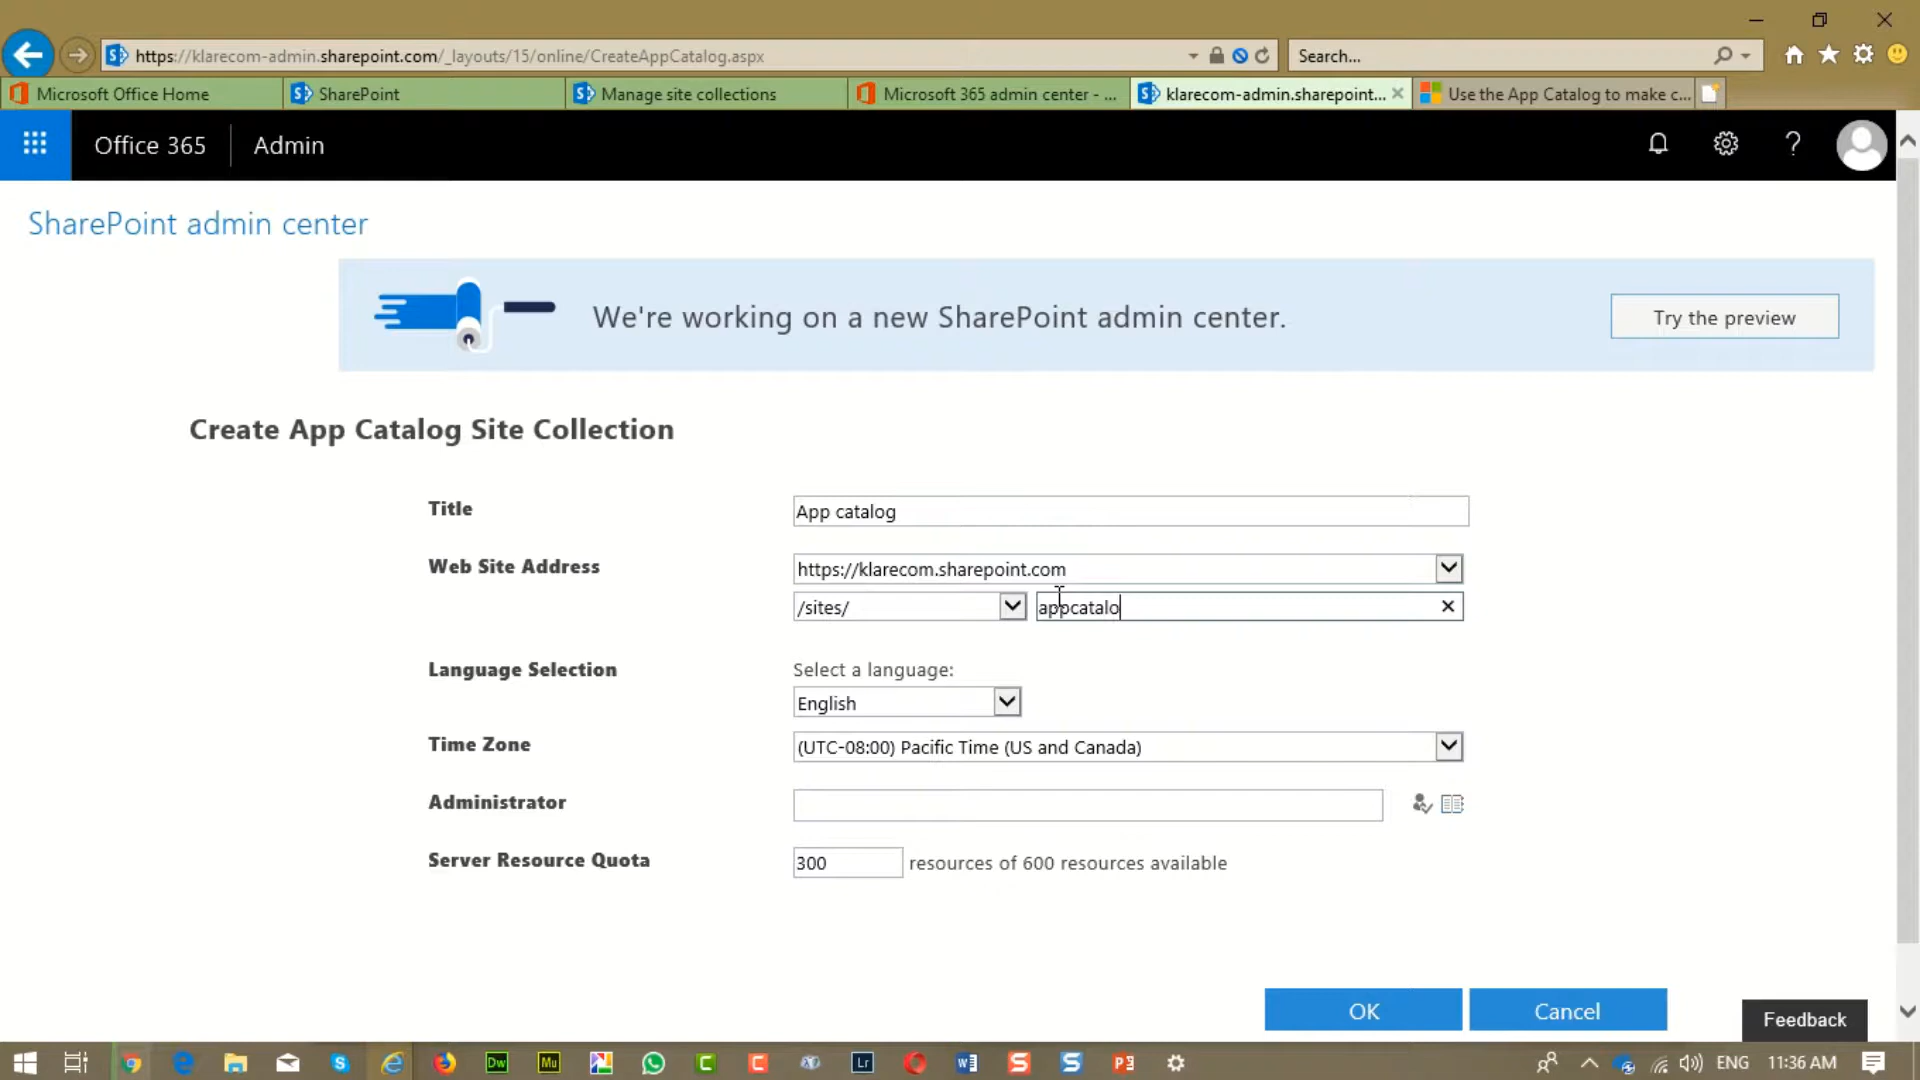 https://klarecom-admin.sharepoint.com/_layouts/15/online/CreateAppCatalog.aspx
Search...
Microsoft Office Home
SharePoint
Manage site collections
Microsoft 365 admin center - ...
klarecom-admin.sharepoint...
Use the App Catalog to make c...
Office 365
Admin
SharePoint admin center
We're working on a new SharePoint admin center.
Try the preview
Create App Catalog Site Collection
Title
App catalog
Web Site Address
https://klarecom.sharepoint.com
/sites/
appcatalo
Language Selection
Select a language:
English
Time Zone
(UTC-08:00) Pacific Time (US and Canada)
Administrator
Server Resource Quota
300
resources of 600 resources available
OK
Cancel
Feedback
ENG
11:36 AM